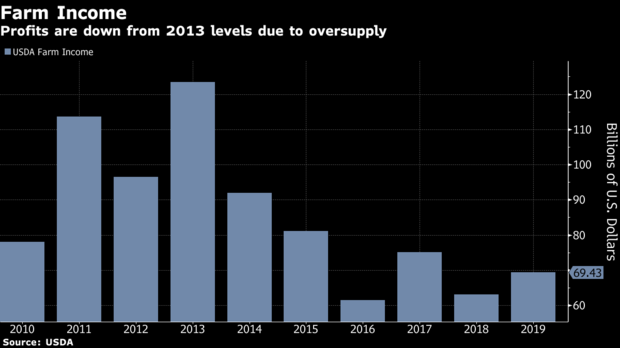 Farm Income
Profits are down from 2013 levels due to oversupply
USDA Farm Income
120
110
100
90
80
69.43
60
Billions of U.S. Dollars
2010 2011 2012 2013 2014 2015 2016 2017 2018 2019
Source: USDA